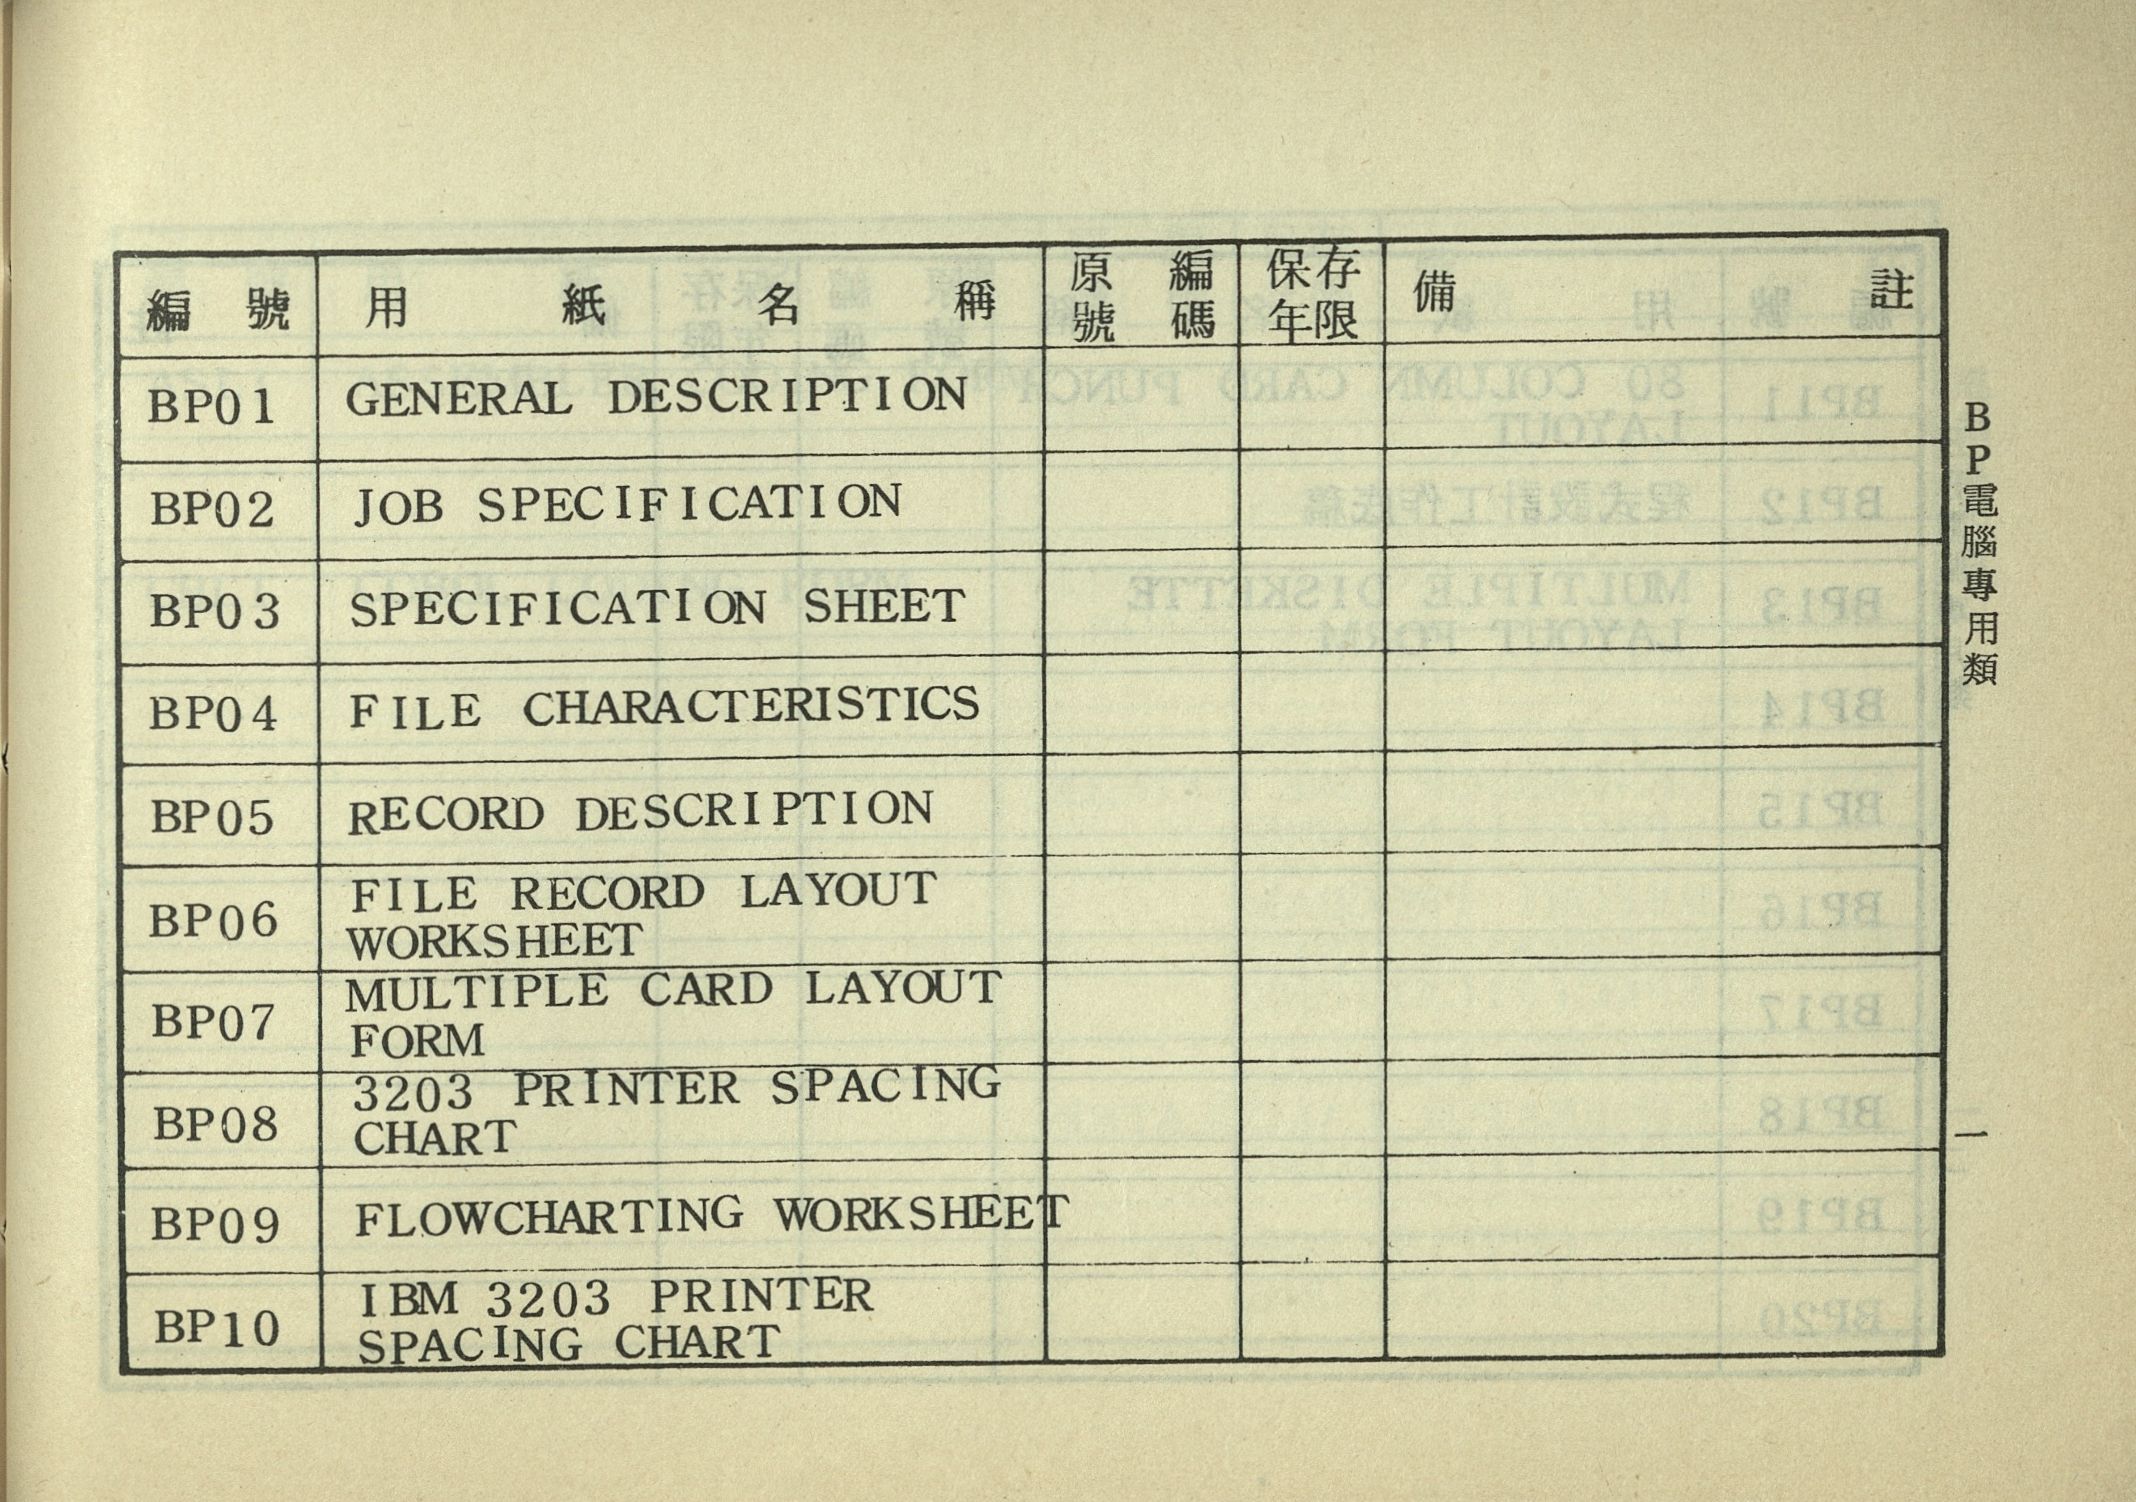 BP電腦專用類
一
編號 用紙名稱 原編號碼 保存年限 備註
BP01 GENERAL DESCRIPTION
BP02 JOB SPECIFICATION
BP03 SPECIFICATION SHEET
BP04 FILE CHARACTERISTICS
BP05 RECORD DESCRIPTION
BP06 FILE RECORD LAYOUT
WORKSHEET
BP07 MULTIPLE CARD LAYOUT
FORM
BP08 3203 PRINTER SPACING
CHART
BP09 FLOWCHARTING WORKSHEET
BP10 IBM 3203 PRINTER
SPACING CHART